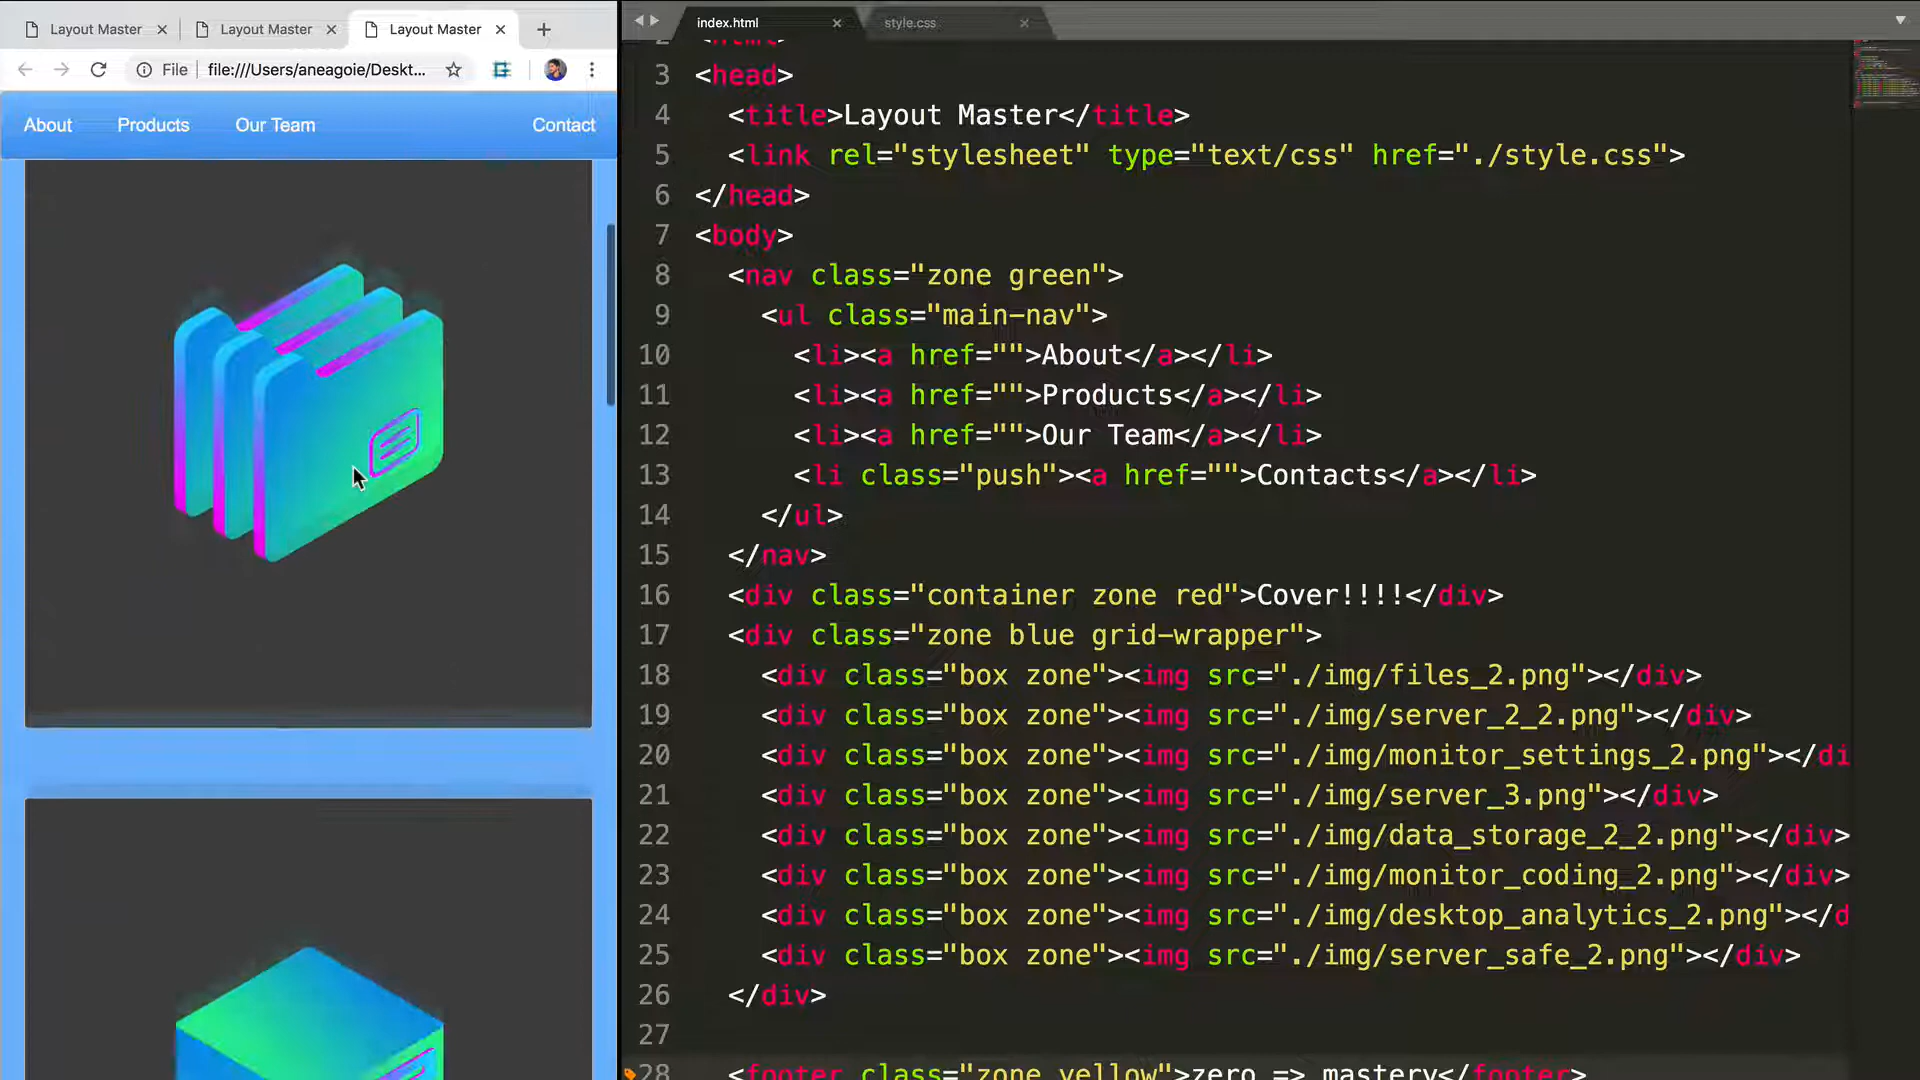 Layout Master
Layout Master
Layout Master
File
file:///Users/aneagoie/Deskt...
About
Products
Our Team
Contact
index.html
style.css
3 <head>
4 <title>Layout Master</title>
5 <link rel="stylesheet" type="text/css" href="./style.css">
6 </head>
7 <body>
8 <nav class="zone green">
9 <ul class="main-nav">
10 <li><a href="">About</a></li>
11 <li><a href="">Products</a></li>
12 <li><a href="">Our Team</a></li>
13 <li class="push"><a href="">Contacts</a></li>
14 </ul>
15 </nav>
16 <div class="container zone red">Cover!!!!</div>
17 <div class="zone blue grid-wrapper">
18 <div class="box zone"><img src="./img/files_2.png"></div>
19 <div class="box zone"><img src="./img/server_2_2.png"></div>
20 <div class="box zone"><img src="./img/monitor_settings_2.png"></di
21 <div class="box zone"><img src="./img/server_3.png"></div>
22 <div class="box zone"><img src="./img/data_storage_2_2.png"></div>
23 <div class="box zone"><img src="./img/monitor_coding_2.png"></div>
24 <div class="box zone"><img src="./img/desktop_analytics_2.png"></d
25 <div class="box zone"><img src="./img/server_safe_2.png"></div>
26 </div>
27
28 <footer class="zone yellow">zero => mastery</footer>